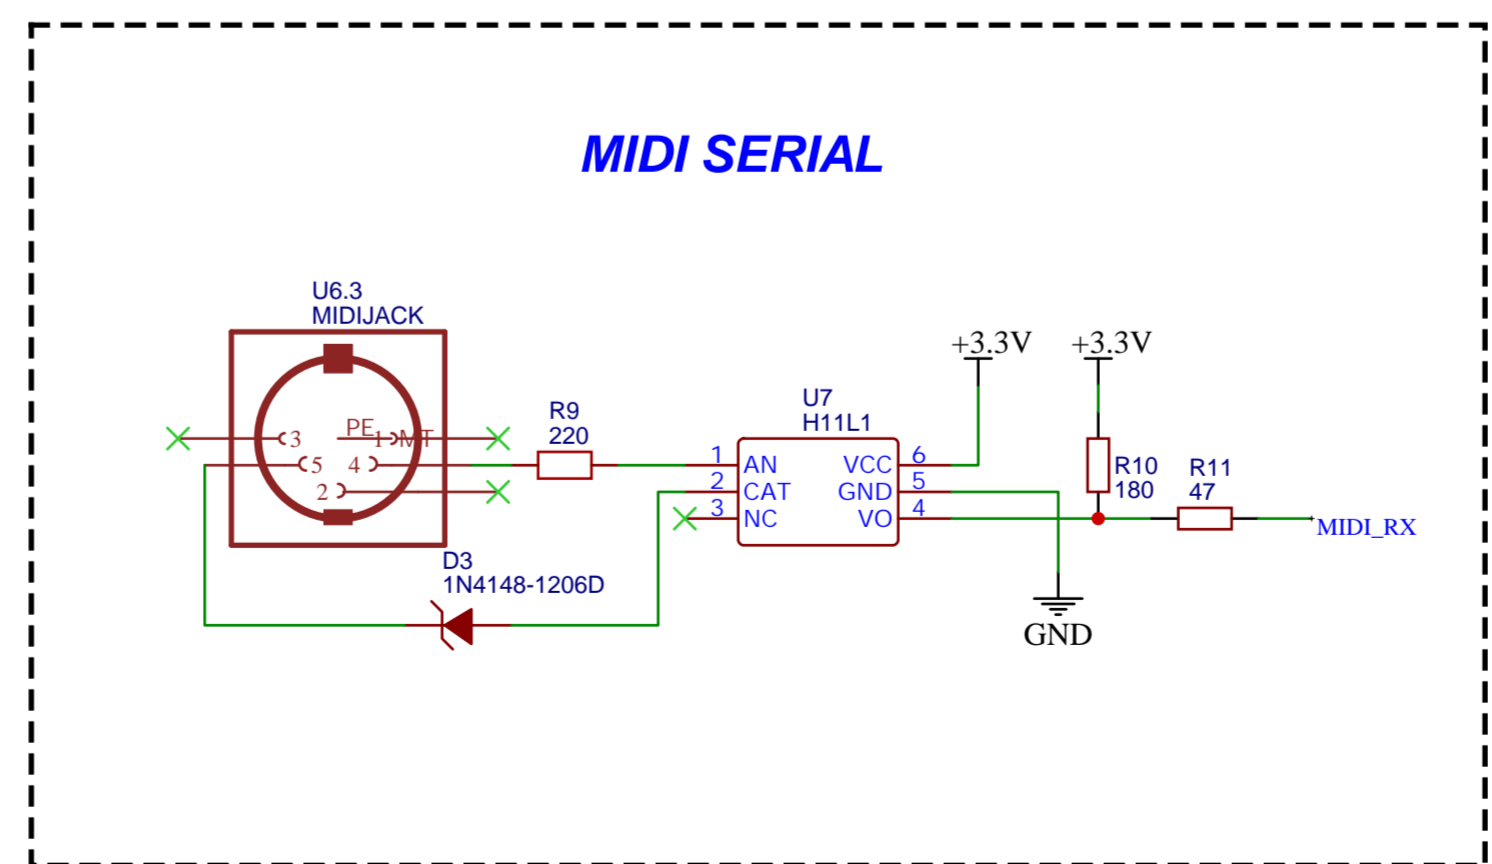 MIDI SERIAL
U6.3
MIDIJACK
3
PE
1
MT
5
4
2
R9
220
D3
1N4148-1206D
U7
H11L1
1
AN
2
CAT
3
NC
VCC
6
GND
5
VO
4
+3.3V
+3.3V
R10
180
R11
47
MIDI_RX
GND